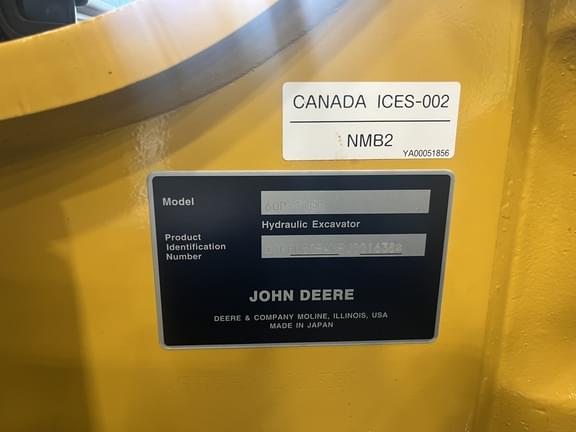 CANADA ICES-002
NMB2
YA00051856
Model
Hydraulic Excavator
Product
Identification
Number
JOHN DEERE
DEERE & COMPANY MOLINE, ILLINOIS, USA
MADE IN JAPAN